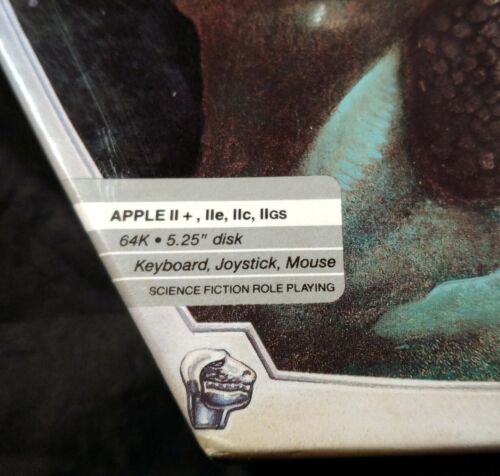 APPLE II + , IIe, IIc, IIGS
64K • 5.25" disk
Keyboard, Joystick, Mouse
SCIENCE FICTION ROLE PLAYING